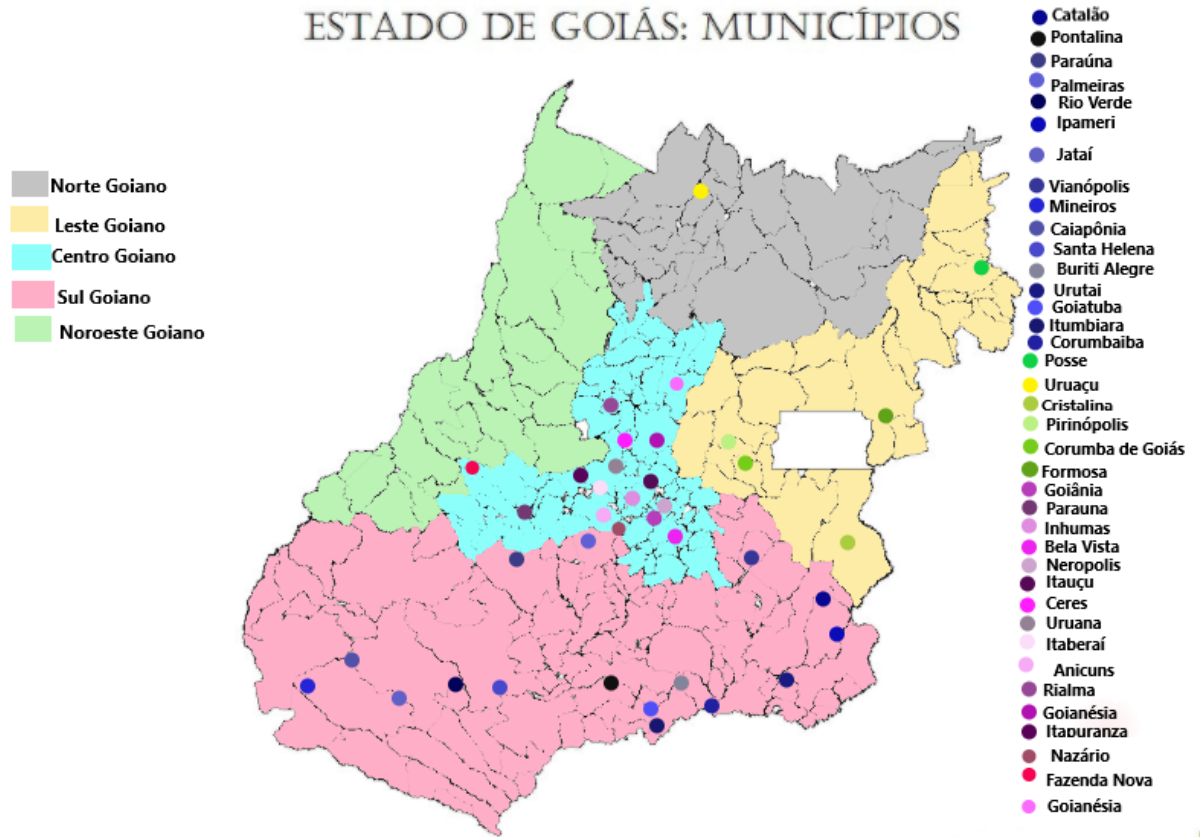 ESTADO DE GOIÁS: MUNICÍPIOS
Norte Goiano
Leste Goiano
Centro Goiano
Sul Goiano
Noroeste Goiano
Catalão
Pontalina
Paraúna
Palmeiras
Rio Verde
Ipameri
Jataí
Vianópolis
Mineiros
Caiapônia
Santa Helena
Buriti Alegre
Urutai
Goiatuba
Itumbiara
Corumbaiba
Posse
Uruaçu
Cristalina
Pirinópolis
Corumba de Goiás
Formosa
Goiânia
Parauna
Inhumas
Bela Vista
Neropolis
Itauçu
Ceres
Uruana
Itaberaí
Anicuns
Rialma
Goianésia
Itapuranza
Nazário
Fazenda Nova
Goianésia